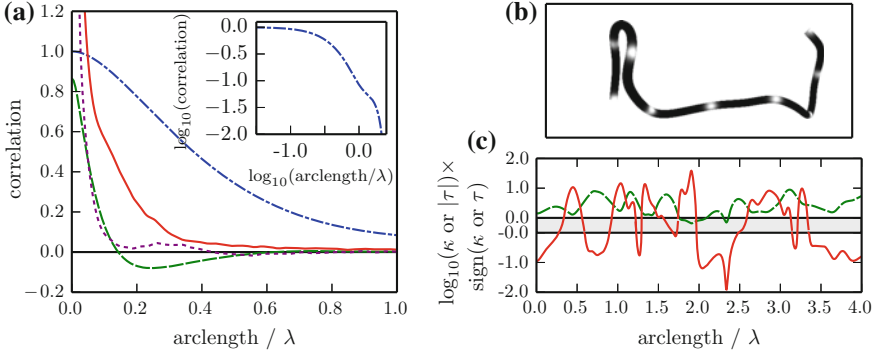 (a)
1.2
1.0
0.8
0.6
0.4
0.2
0.0
−0.2
correlation
0.0 0.2 0.4 0.6 0.8 1.0
arclength / λ
0.0
−0.5
−1.0
−1.5
−2.0
log10(correlation)
-1.0 0.0
log10(arclength/λ)
(b)
(c)
2.0
1.0
0.0
-0.0
-1.0
-2.0
log10(κ or |τ|)×
sign(κ or τ)
0.0 0.5 1.0 1.5 2.0 2.5 3.0 3.5 4.0
arclength / λ